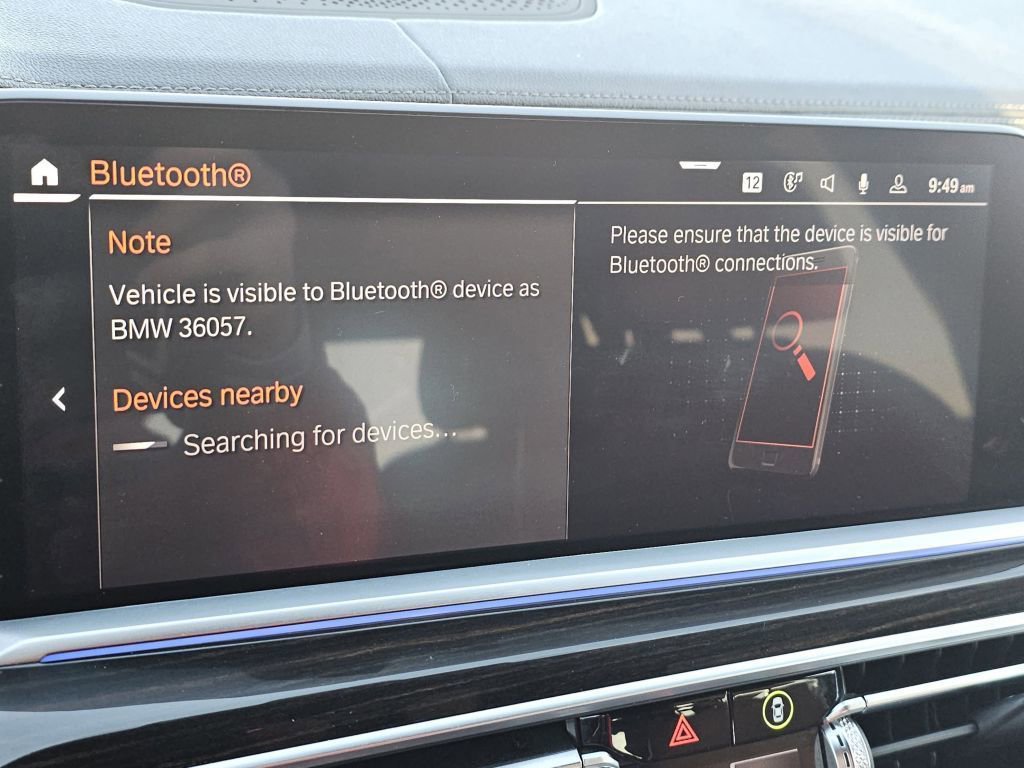 Bluetooth®
12
9:49 am
Note
Vehicle is visible to Bluetooth® device as
BMW 36057.
Devices nearby
Searching for devices...
Please ensure that the device is visible for
Bluetooth® connections.